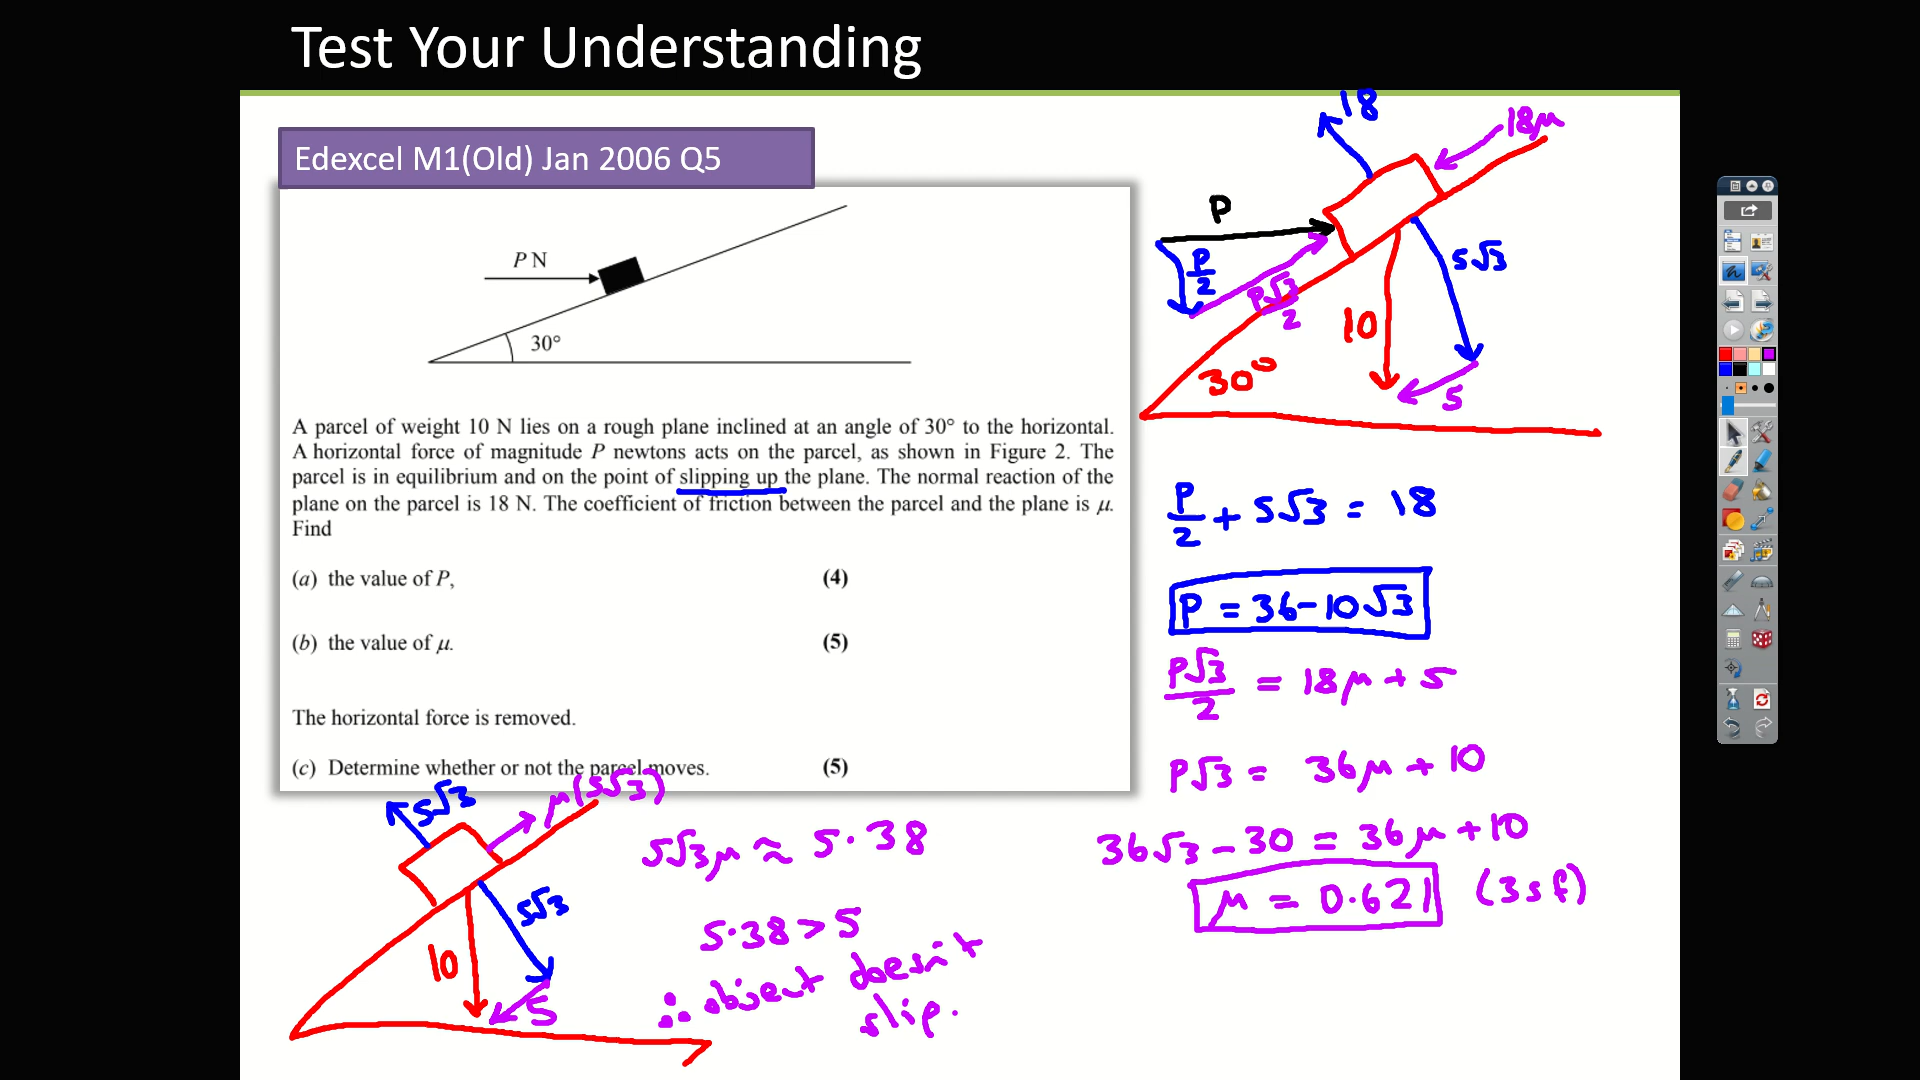 Test Your Understanding
Edexcel M1(Old) Jan 2006 Q5
P N
30°
A parcel of weight 10 N lies on a rough plane inclined at an angle of 30° to the horizontal.
A horizontal force of magnitude P newtons acts on the parcel, as shown in Figure 2. The
parcel is in equilibrium and on the point of slipping up the plane. The normal reaction of the
plane on the parcel is 18 N. The coefficient of friction between the parcel and the plane is μ.
Find
(a) the value of P, (4)
(b) the value of μ. (5)
The horizontal force is removed.
(c) Determine whether or not the parcel moves. (5)
18
18μ
P
P/2
P√3/2
5√3
10
5
30°
P/2 + 5√3 = 18
P = 36-10√3
P√3/2 = 18μ + 5
P√3 = 36μ + 10
36√3 - 30 = 36μ + 10
μ = 0.621 (3sf)
5√3
μ(5√3)
5√3
10
5
5√3μ ≈ 5.38
5.38 > 5
∴ object doesn't
slip.